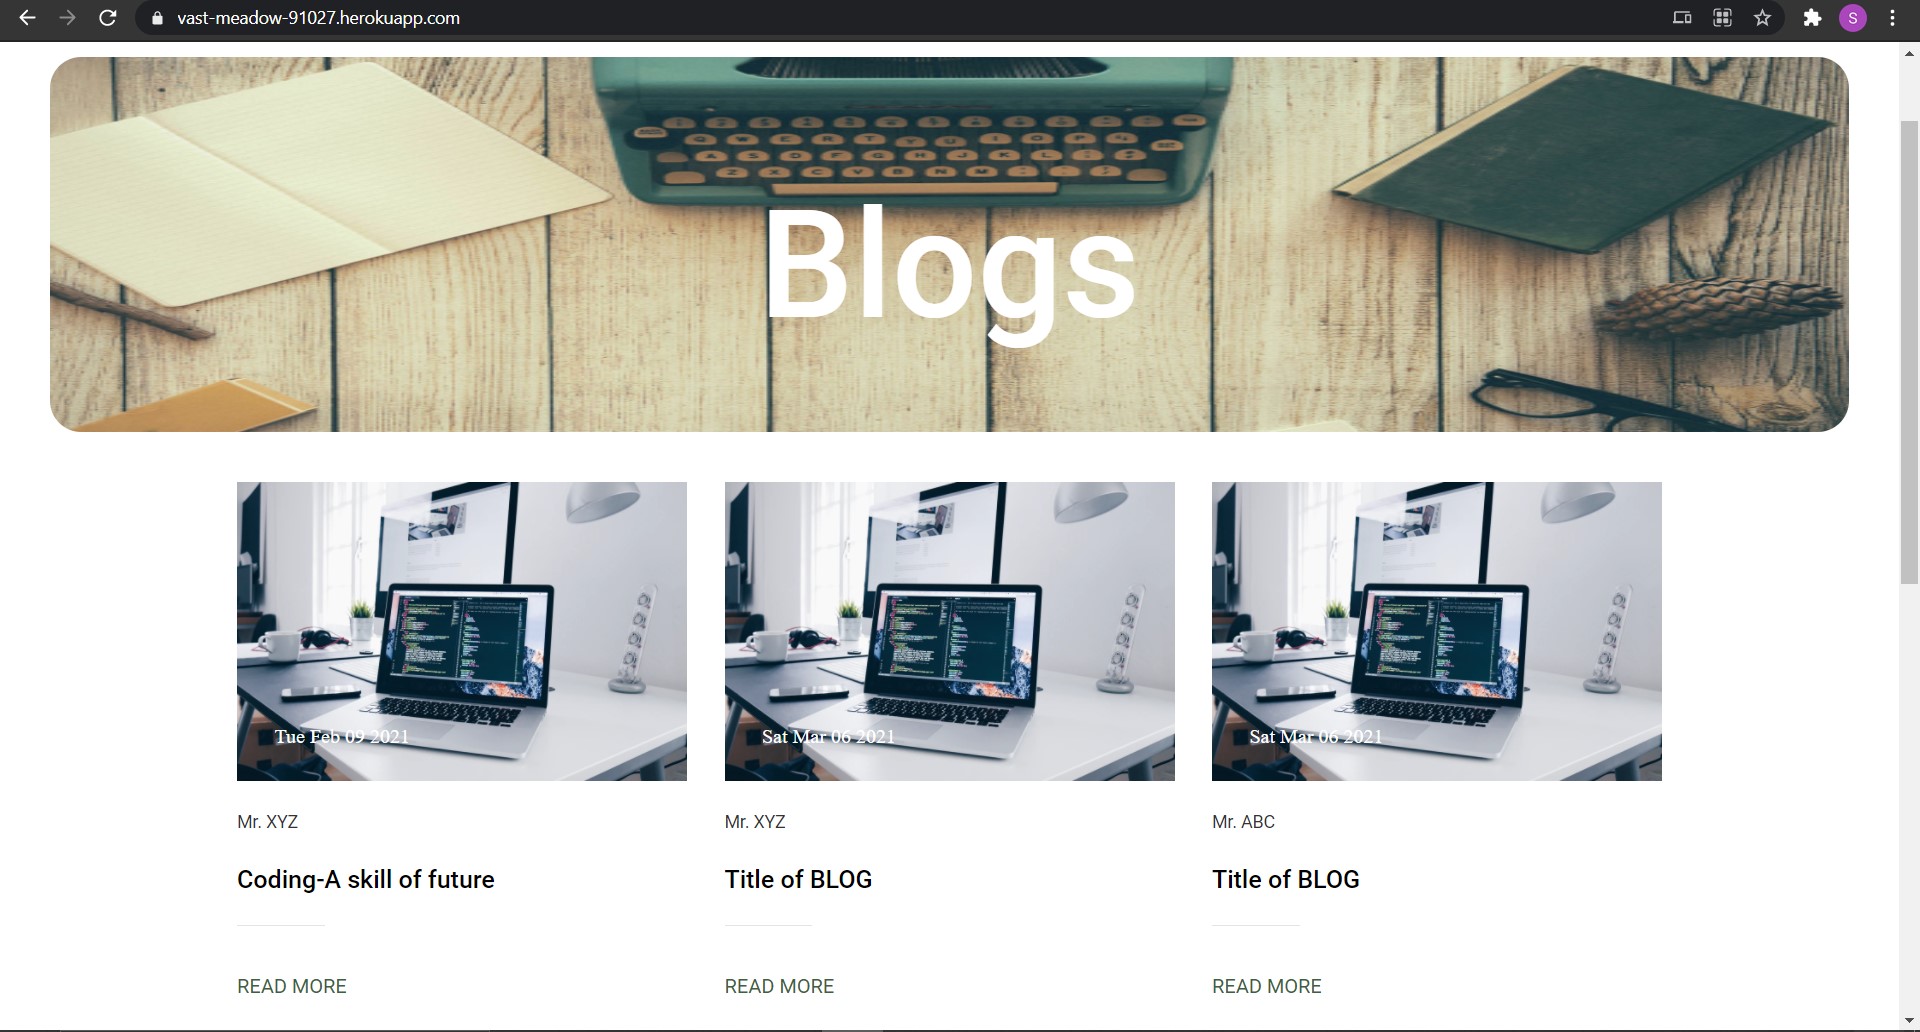 vast-meadow-91027.herokuapp.com
S
Q W E R T Y U I O P
A S D F G H J K L
Z X C V B N M
Blogs
Tue Feb 09 2021
Sat Mar 06 2021
Sat Mar 06 2021
Mr. XYZ
Mr. XYZ
Mr. ABC
Coding-A skill of future
Title of BLOG
Title of BLOG
READ MORE
READ MORE
READ MORE